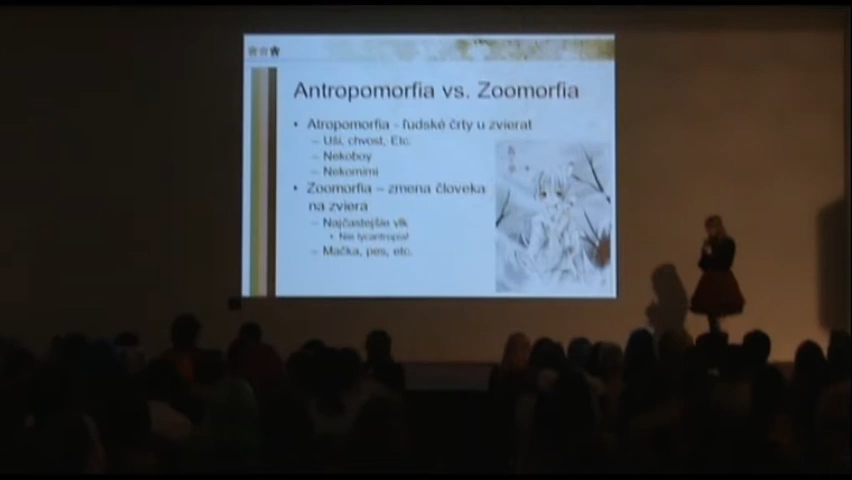 Antropomorfia vs. Zoomorfia
• Atropomorfia - ľudské črty u zvierat
– Uši, chvost, Etc.
– Nekoboy
– Nekomimi
• Zoomorfia – zmena človeka
na zviera
– Najčastejšie vlk
• Nie lycantropia!
– Mačka, pes, etc.